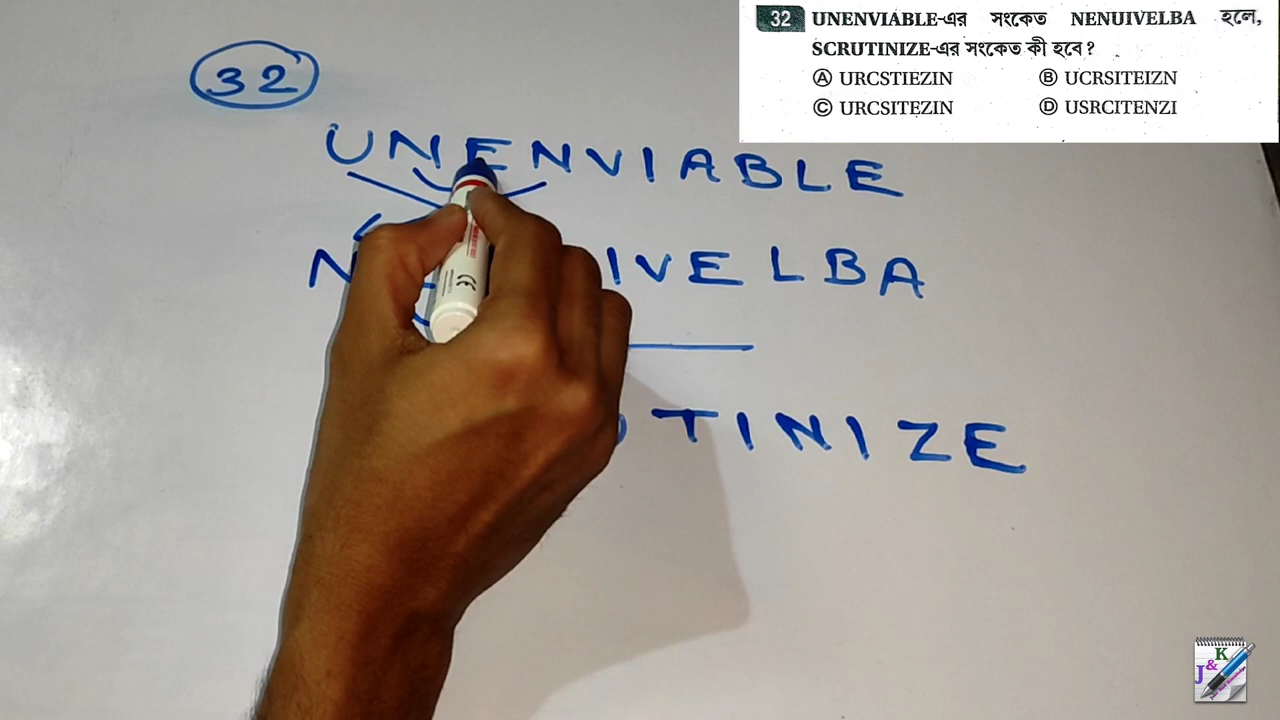 32 UNENVIABLE-এর সংকেত NENUIVELBA হলে,
SCRUTINIZE-এর সংকেত কী হবে?
Ⓐ URCSTIEZIN Ⓑ UCRSITEIZN
Ⓒ URCSITEZIN Ⓓ USRCITENZI
32
UNENVIABLE
N IVELBA
TINIZE
J&K